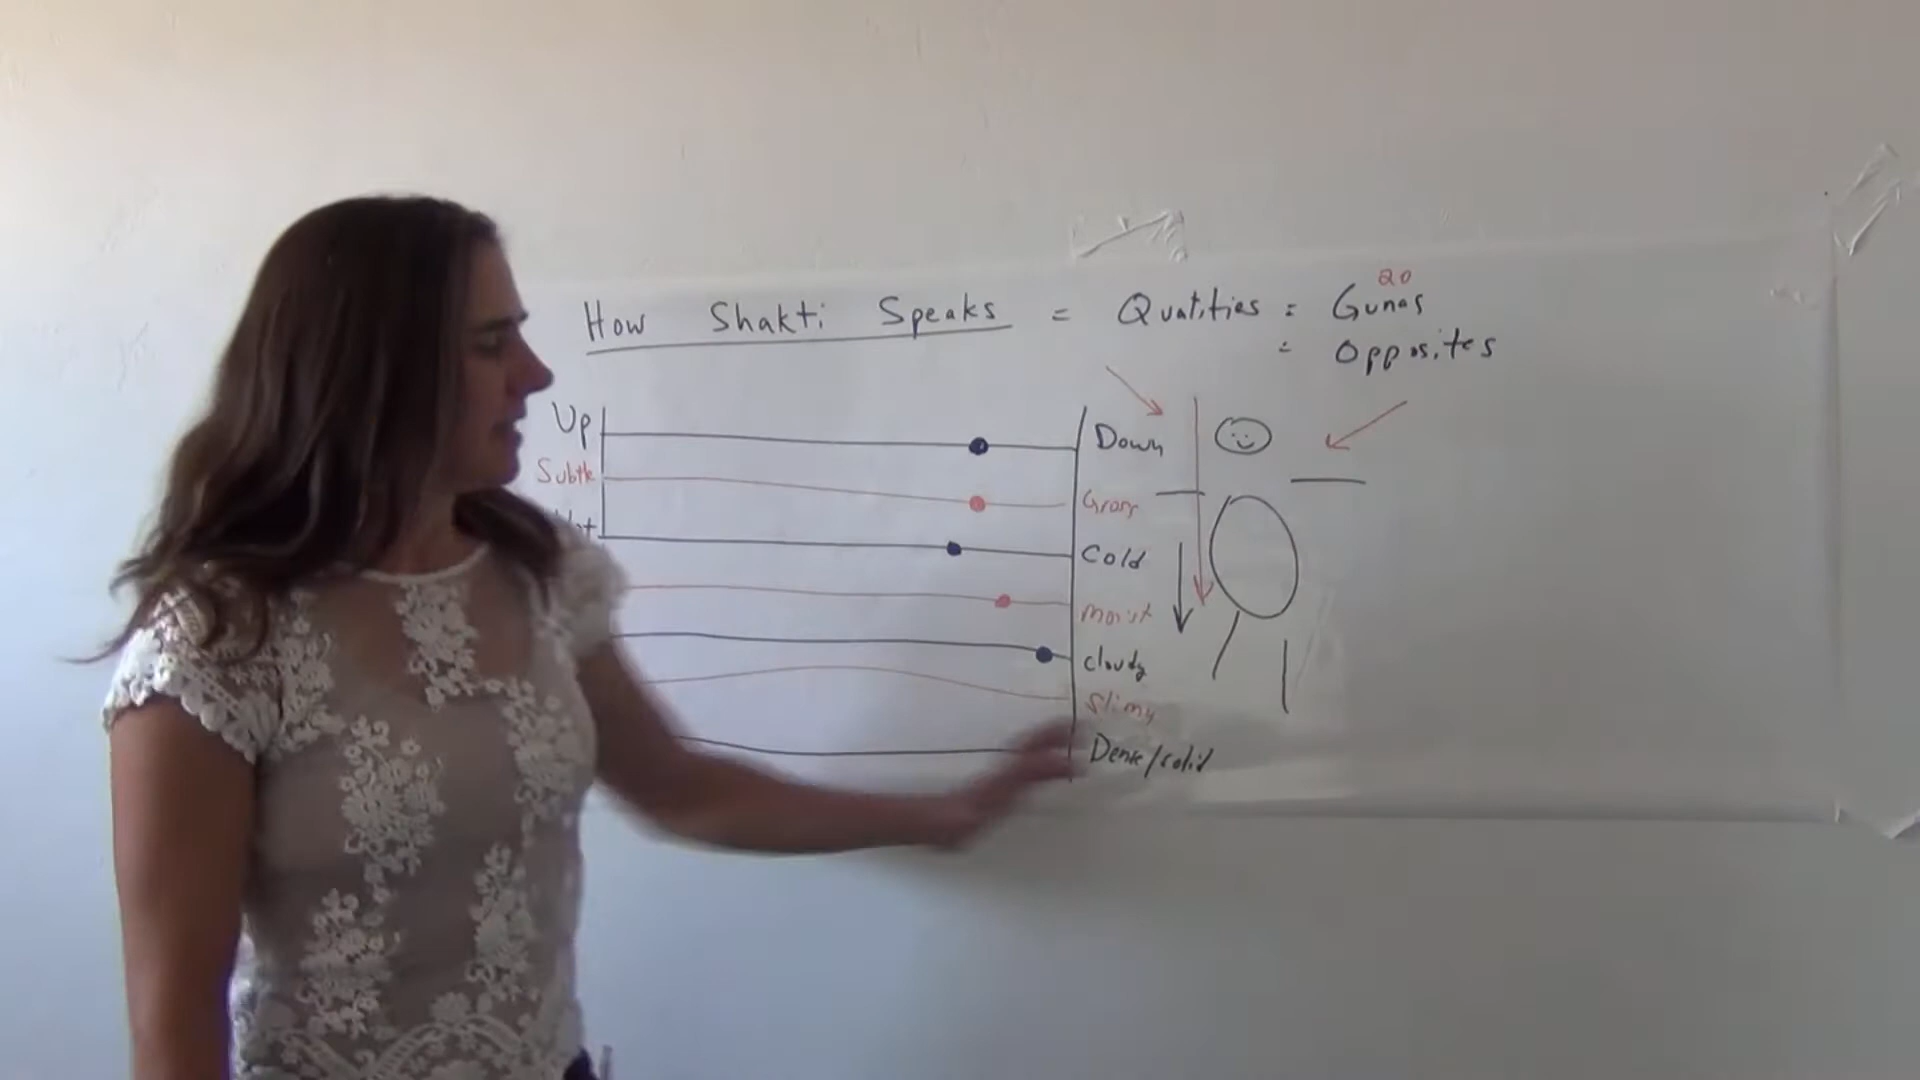 20
How Shakti Speaks = Qualities = Gunas
= Opposites
Up Down
Subtle Gross
Hot Cold
moist
cloudy
Slimy
Dense/solid